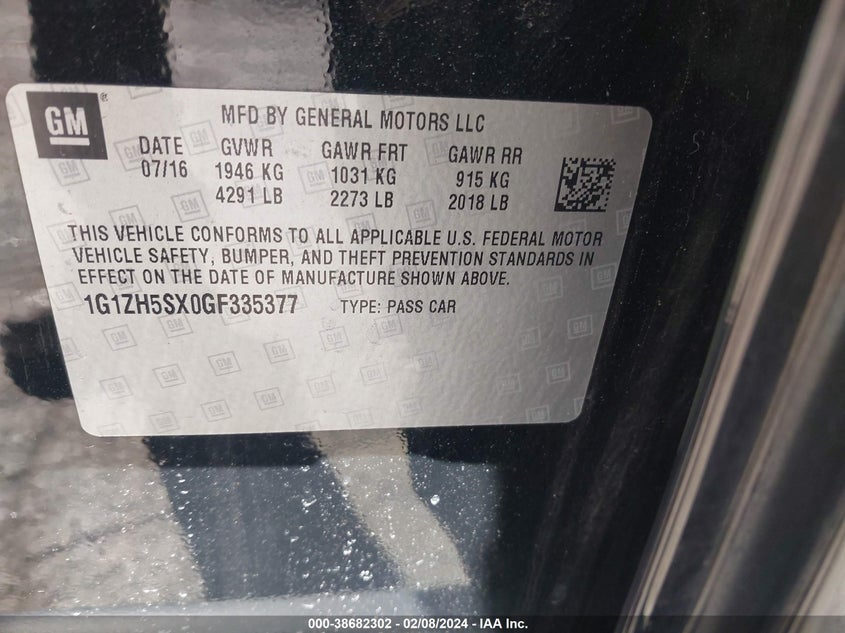 GM ®
MFD BY GENERAL MOTORS LLC
DATE GVWR GAWR FRT GAWR RR
07/16 1946 KG 1031 KG 915 KG
4291 LB 2273 LB 2018 LB
THIS VEHICLE CONFORMS TO ALL APPLICABLE U.S. FEDERAL MOTOR
VEHICLE SAFETY, BUMPER, AND THEFT PREVENTION STANDARDS IN
EFFECT ON THE DATE OF MANUFACTURE SHOWN ABOVE.
1G1ZH5SX0GF335377 TYPE: PASS CAR
000-38682302 - 02/08/2024 - IAA Inc.